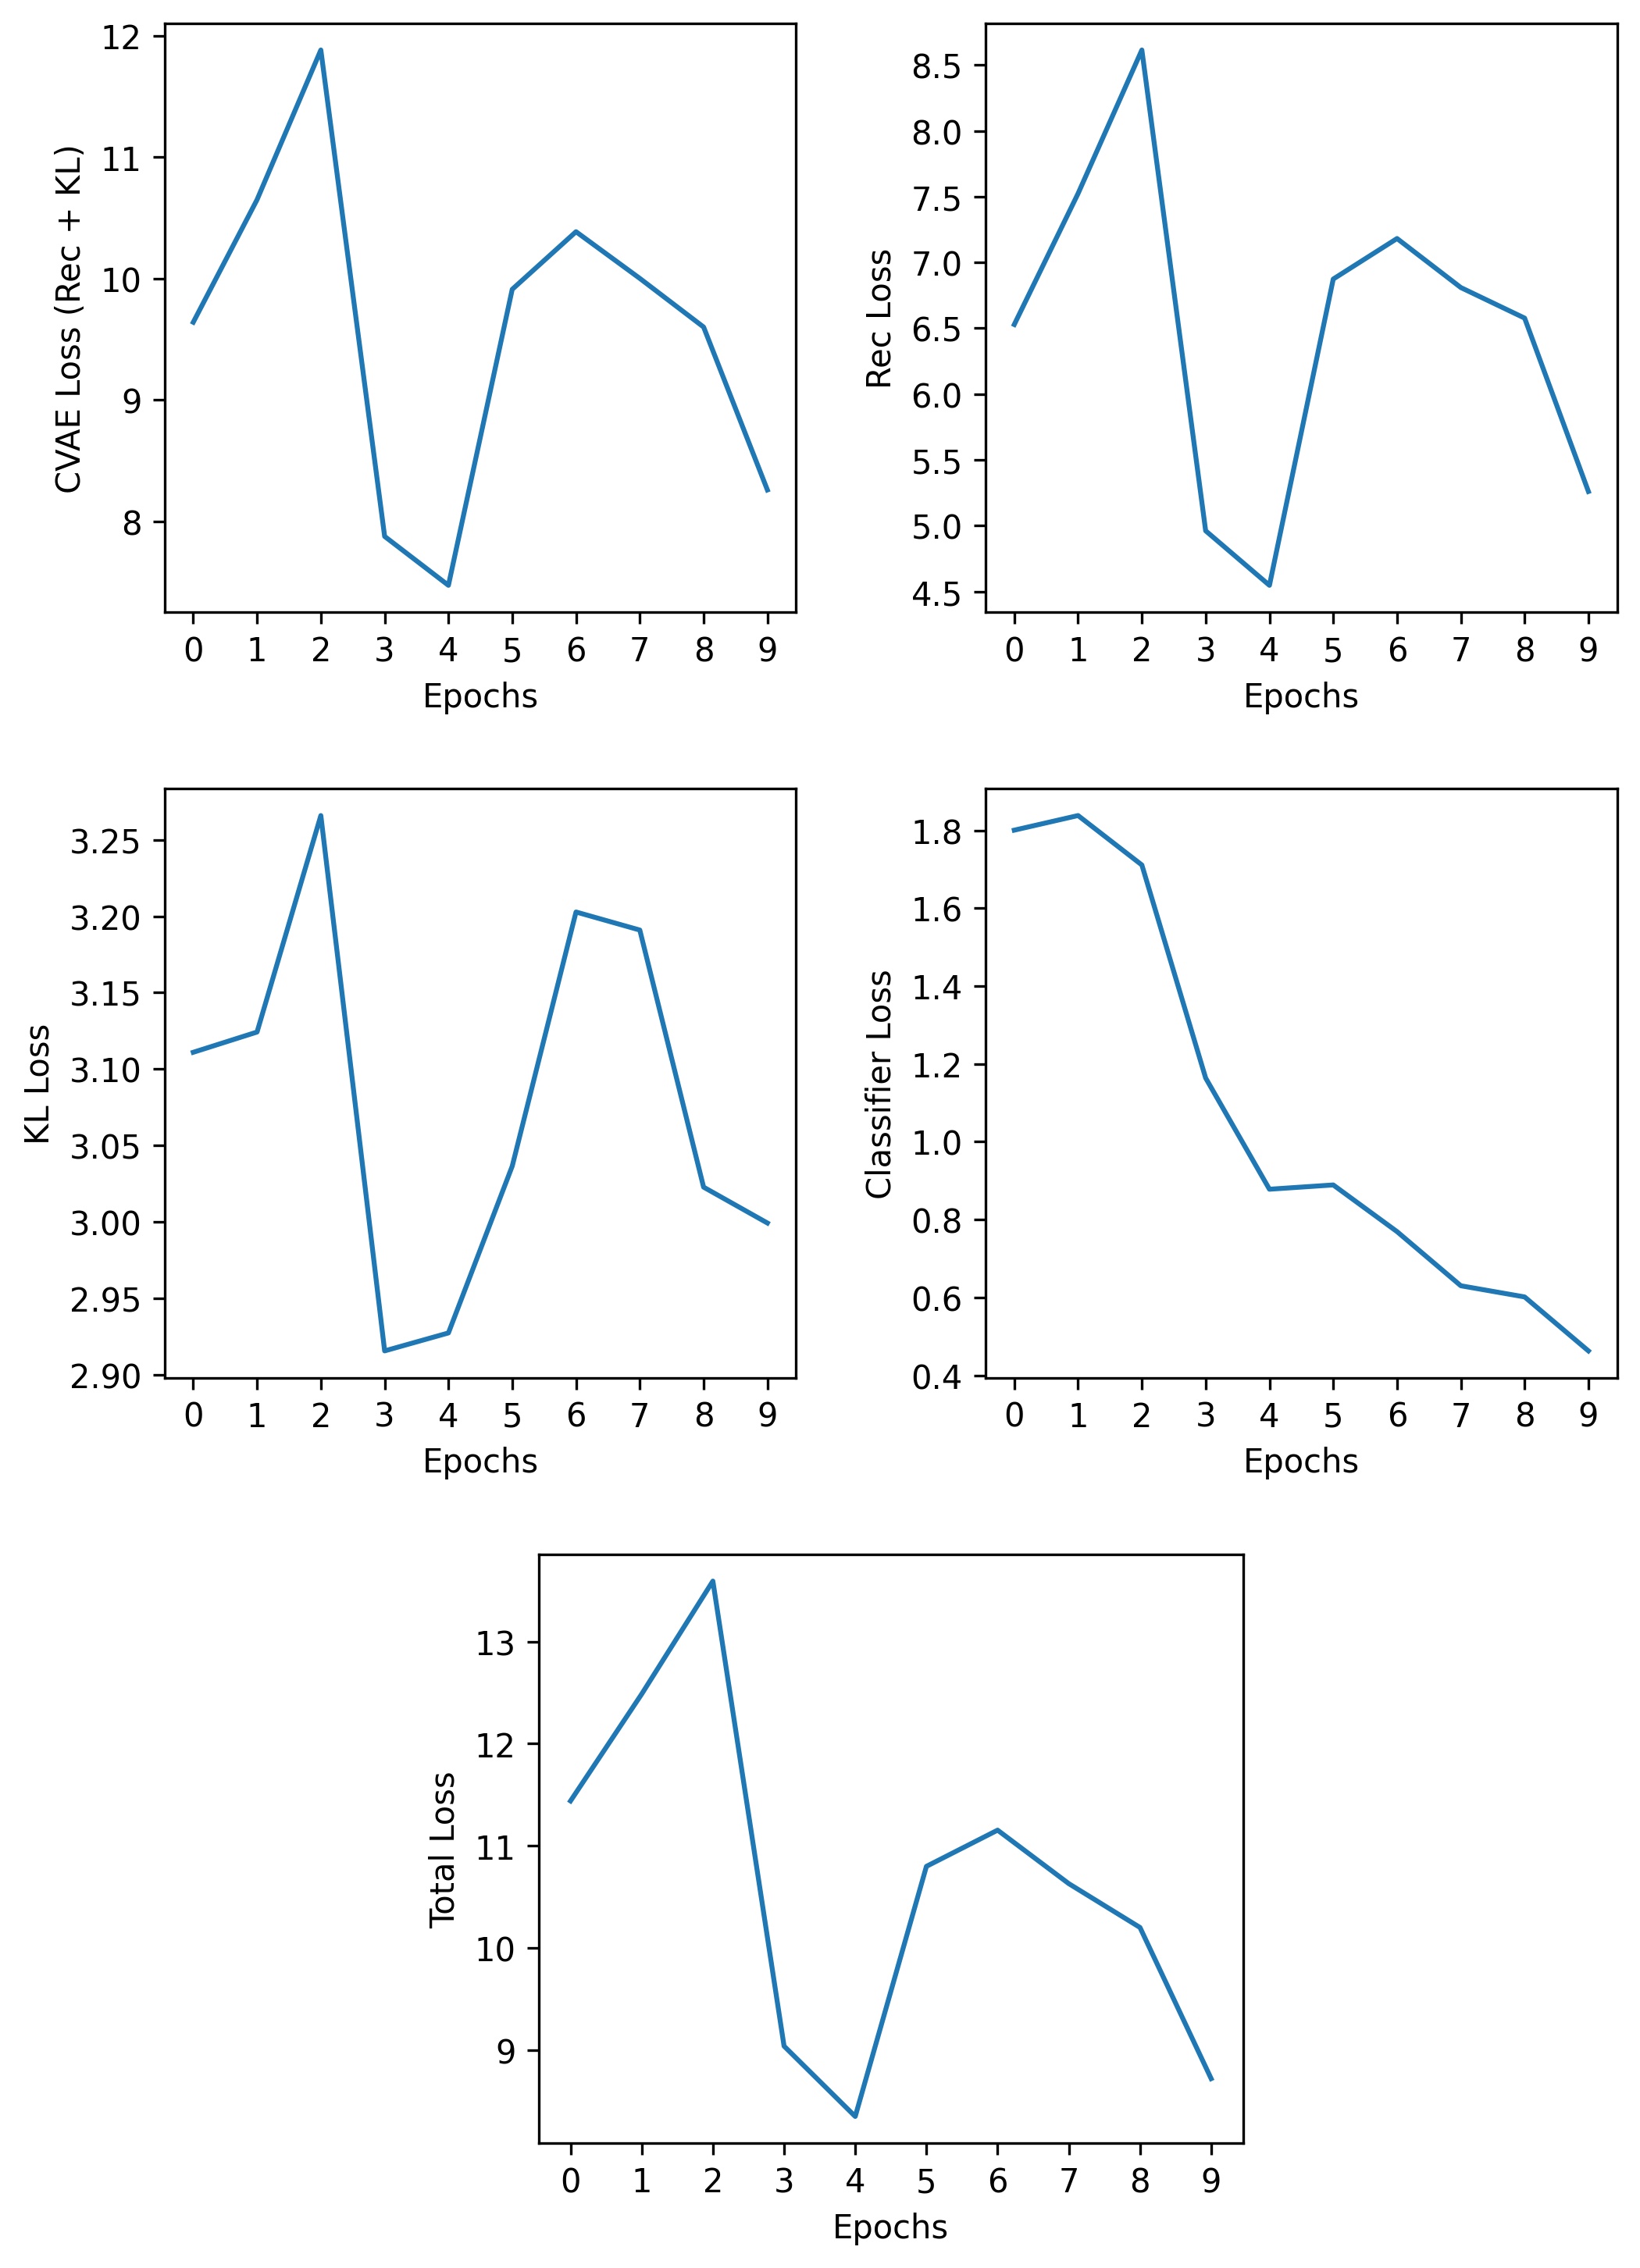 CVAE Loss (Rec + KL)
12
11
10
9
8
0 1 2 3 4 5 6 7 8 9
Epochs
Rec Loss
8.5
8.0
7.5
7.0
6.5
6.0
5.5
5.0
4.5
0 1 2 3 4 5 6 7 8 9
Epochs
KL Loss
3.25
3.20
3.15
3.10
3.05
3.00
2.95
2.90
0 1 2 3 4 5 6 7 8 9
Epochs
Classifier Loss
1.8
1.6
1.4
1.2
1.0
0.8
0.6
0.4
0 1 2 3 4 5 6 7 8 9
Epochs
Total Loss
13
12
11
10
9
0 1 2 3 4 5 6 7 8 9
Epochs